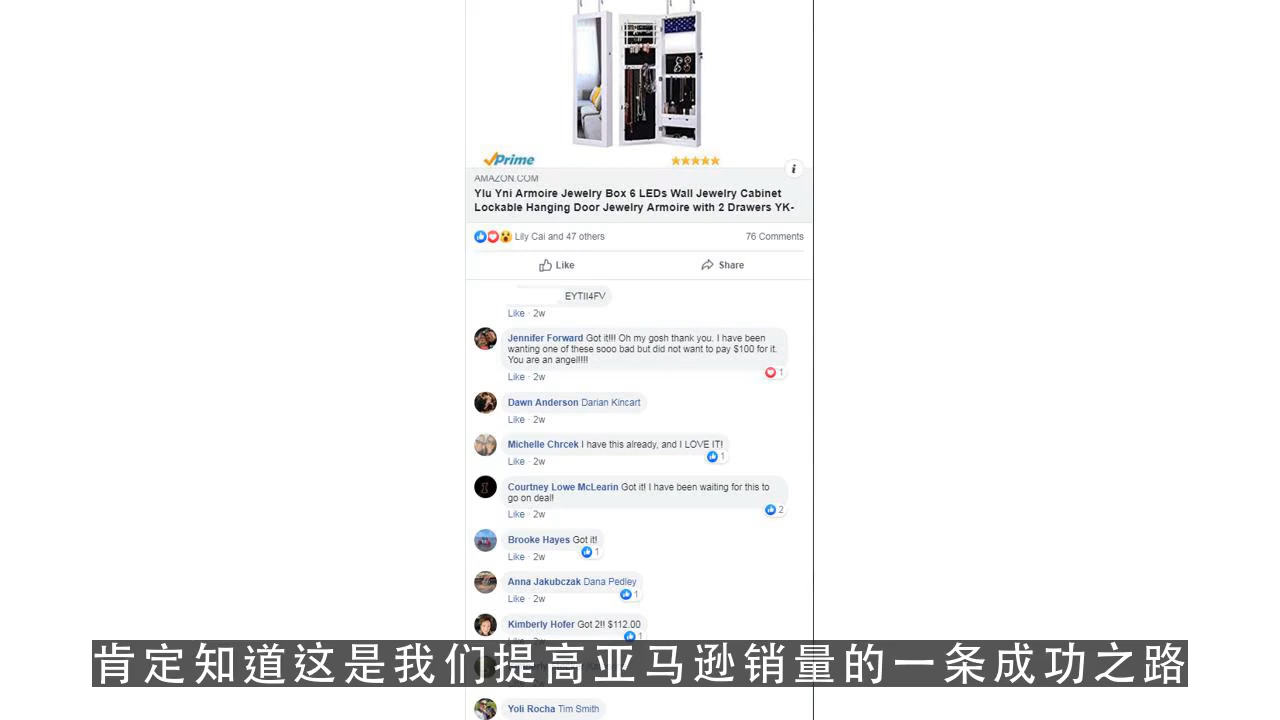 Prime
i
AMAZON.COM
Ylu Yni Armoire Jewelry Box 6 LEDs Wall Jewelry Cabinet
Lockable Hanging Door Jewelry Armoire with 2 Drawers YK-
Lily Cai and 47 others 76 Comments
Like Share
EYTII4FV
Like · 2w
Jennifer Forward Got it!!! Oh my gosh thank you. I have been
wanting one of these sooo bad but did not want to pay $100 for it.
You are an angel!!!!!
1
Like · 2w
Dawn Anderson Darian Kincart
Like · 2w
Michelle Chrcek I have this already, and I LOVE IT!
1
Like · 2w
Courtney Lowe McLearin Got it! I have been waiting for this to
go on deal!
2
Like · 2w
Brooke Hayes Got it!
1
Like · 2w
Anna Jakubczak Dana Pedley
1
Like · 2w
Kimberly Hofer Got 2!! $112.00
1
Like · 2w
肯定知道这是我们提高亚马逊销量的一条成功之路
Yoli Rocha Tim Smith